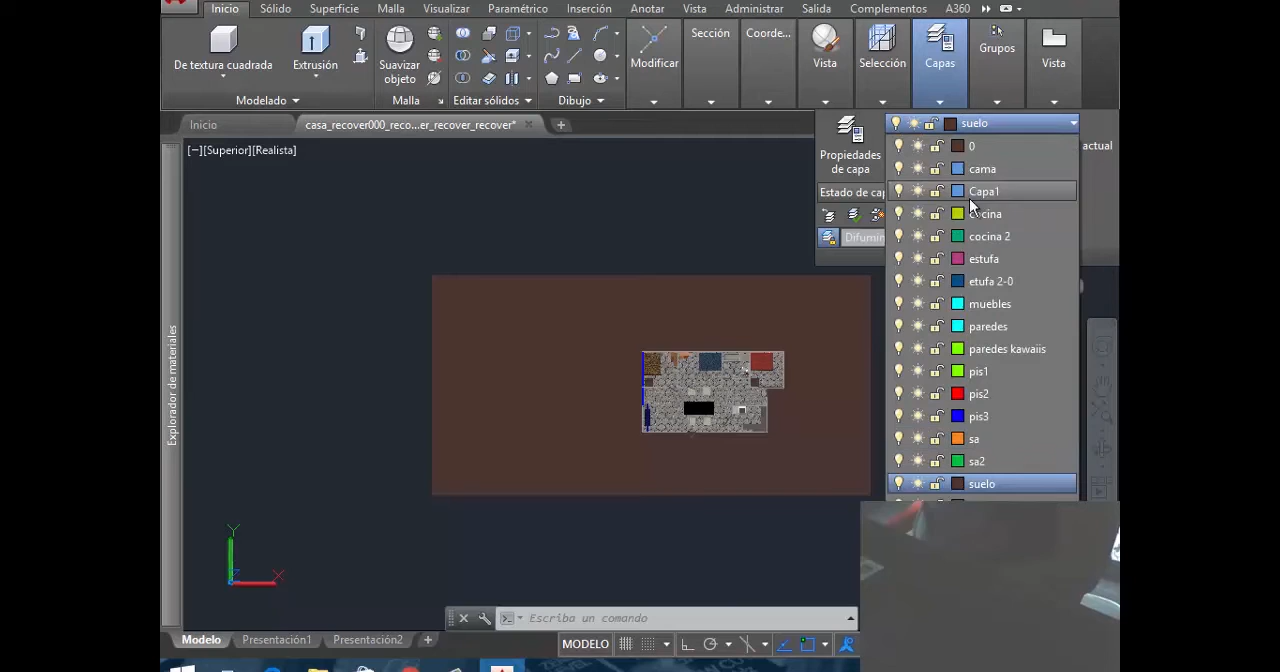 Inicio Sólido Superficie Malla Visualizar Paramétrico Inserción Anotar Vista Administrar Salida Complementos A360
De textura cuadrada
Extrusión
Suavizar
objeto
Modificar
Sección
Coorde...
Vista
Selección
Capas
Grupos
Vista
Modelado
Malla
Editar sólidos
Dibujo
Inicio
casa_recover000_reco...er_recover_recover*
[−][Superior][Realista]
Propiedades
de capa
suelo
actual
Estado de cap
Difumin
0
cama
Capa1
cocina
cocina 2
estufa
etufa 2-0
muebles
paredes
paredes kawaiis
pis1
pis2
pis3
sa
sa2
suelo
Explorador de materiales
Y
X
Z
Escriba un comando
Modelo Presentación1 Presentación2
MODELO